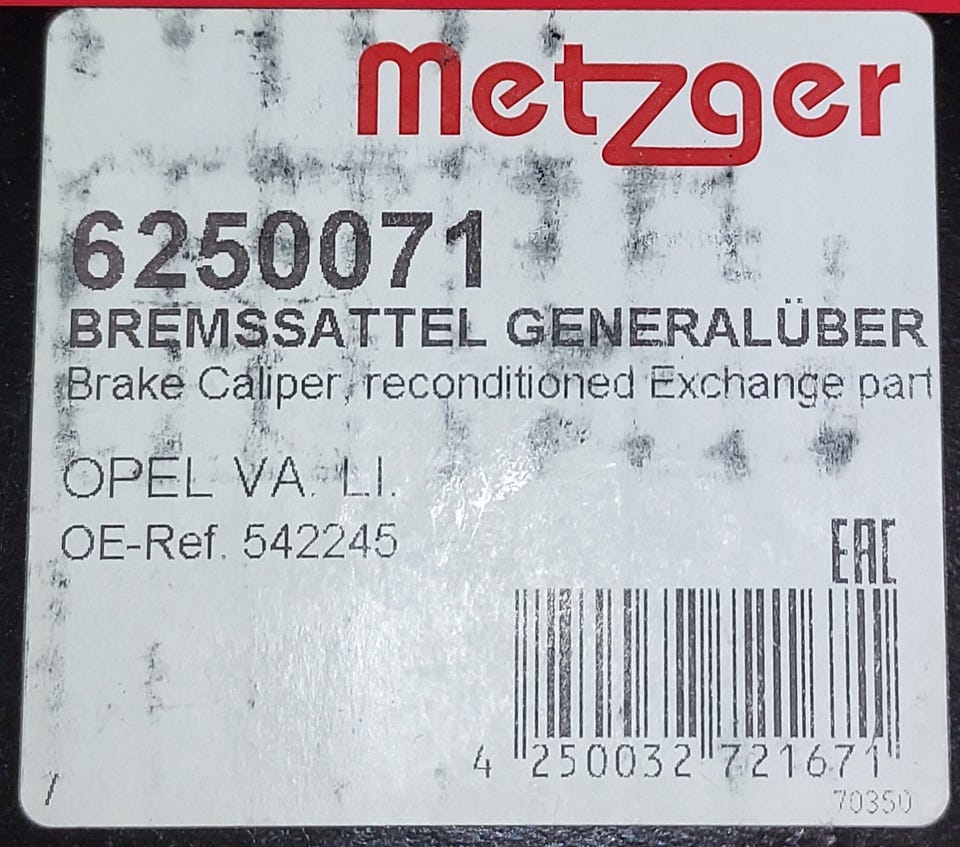 metzger
6250071
BREMSSATTEL GENERALÜBER
Brake Caliper, reconditioned Exchange part
OPEL VA. LI.
OE-Ref. 542245
EAC
4 250032 721671
70350
/